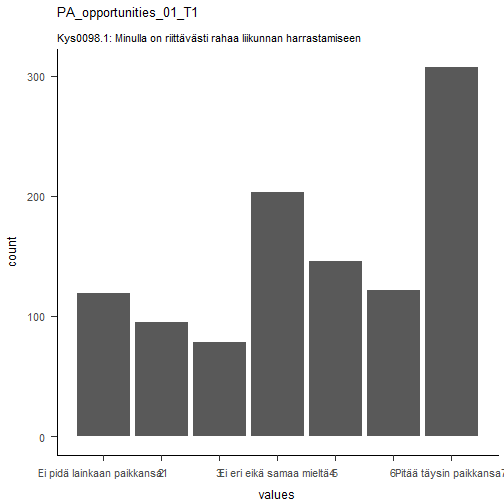 PA_opportunities_01_T1
Kys0098.1: Minulla on riittävästi rahaa liikunnan harrastamiseen
300
200
100
0
count
Ei pidä lainkaan paikkansa1 2 3 Ei eri eikä samaa mieltä4 5 6 Pitää täysin paikkansa7
values